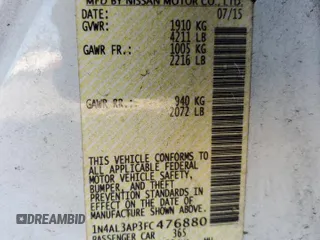 MFD BY NISSAN MOTOR CO., LTD.
DATE: 07/15
GVWR: 1910 KG
4211 LB
GAWR FR.: 1005 KG
2216 LB
GAWR RR.: 940 KG
2072 LB
THIS VEHICLE CONFORMS
TO ALL APPLICABLE FEDERAL
MOTOR VEHICLE SAFETY,
BUMPER, AND THEFT
PREVENTION STANDARDS IN
EFFECT ON THE DATE OF
MANUFACTURE SHOWN ABOVE.
1N4AL3AP3FC476880
PASSENGER CAR 365